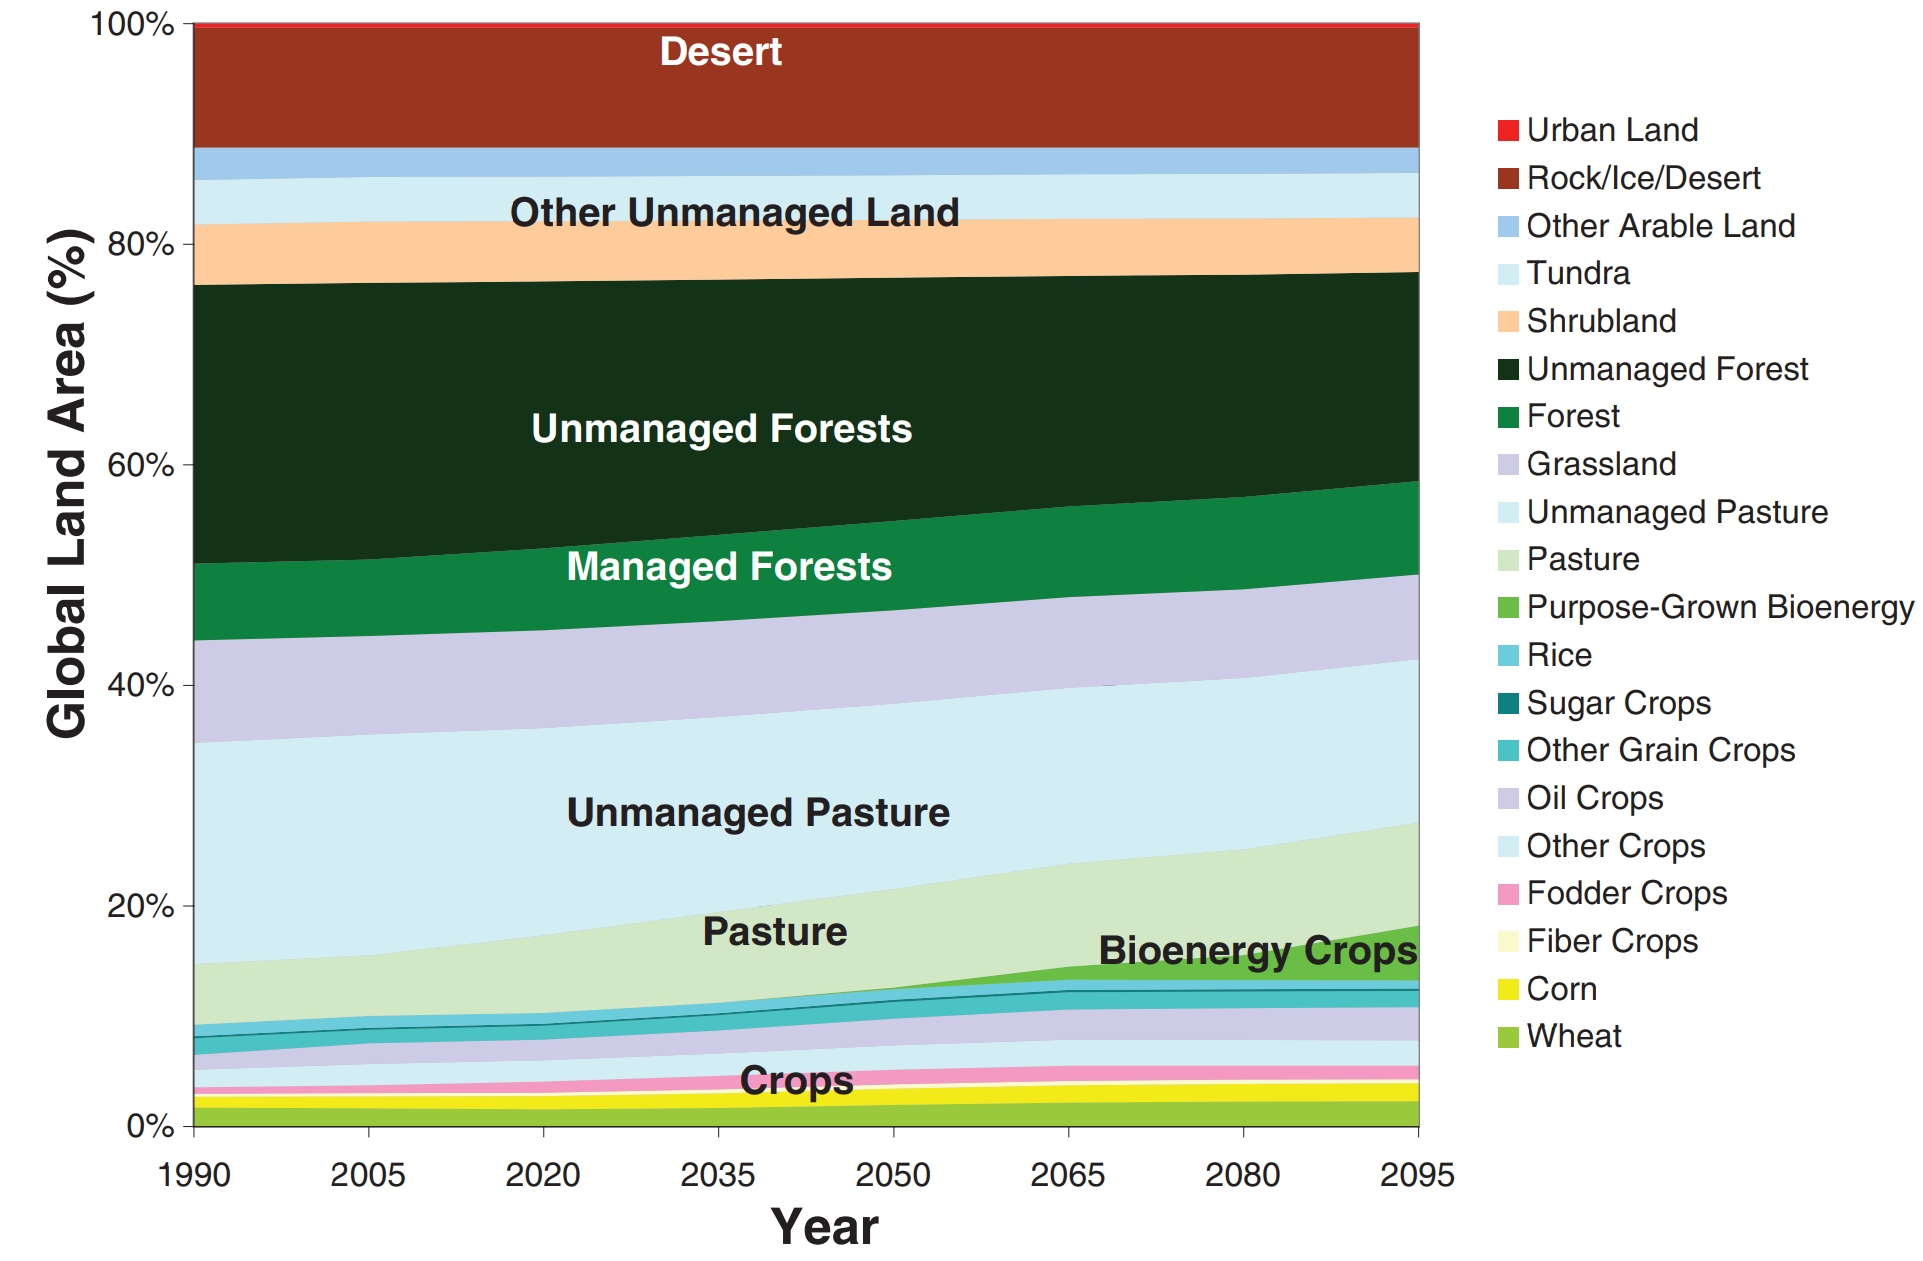 100%
80%
60%
40%
20%
0%
Global Land Area (%)
Desert
Other Unmanaged Land
Unmanaged Forests
Managed Forests
Unmanaged Pasture
Pasture
Bioenergy Crops
Crops
1990 2005 2020 2035 2050 2065 2080 2095
Year
Urban Land
Rock/Ice/Desert
Other Arable Land
Tundra
Shrubland
Unmanaged Forest
Forest
Grassland
Unmanaged Pasture
Pasture
Purpose-Grown Bioenergy
Rice
Sugar Crops
Other Grain Crops
Oil Crops
Other Crops
Fodder Crops
Fiber Crops
Corn
Wheat